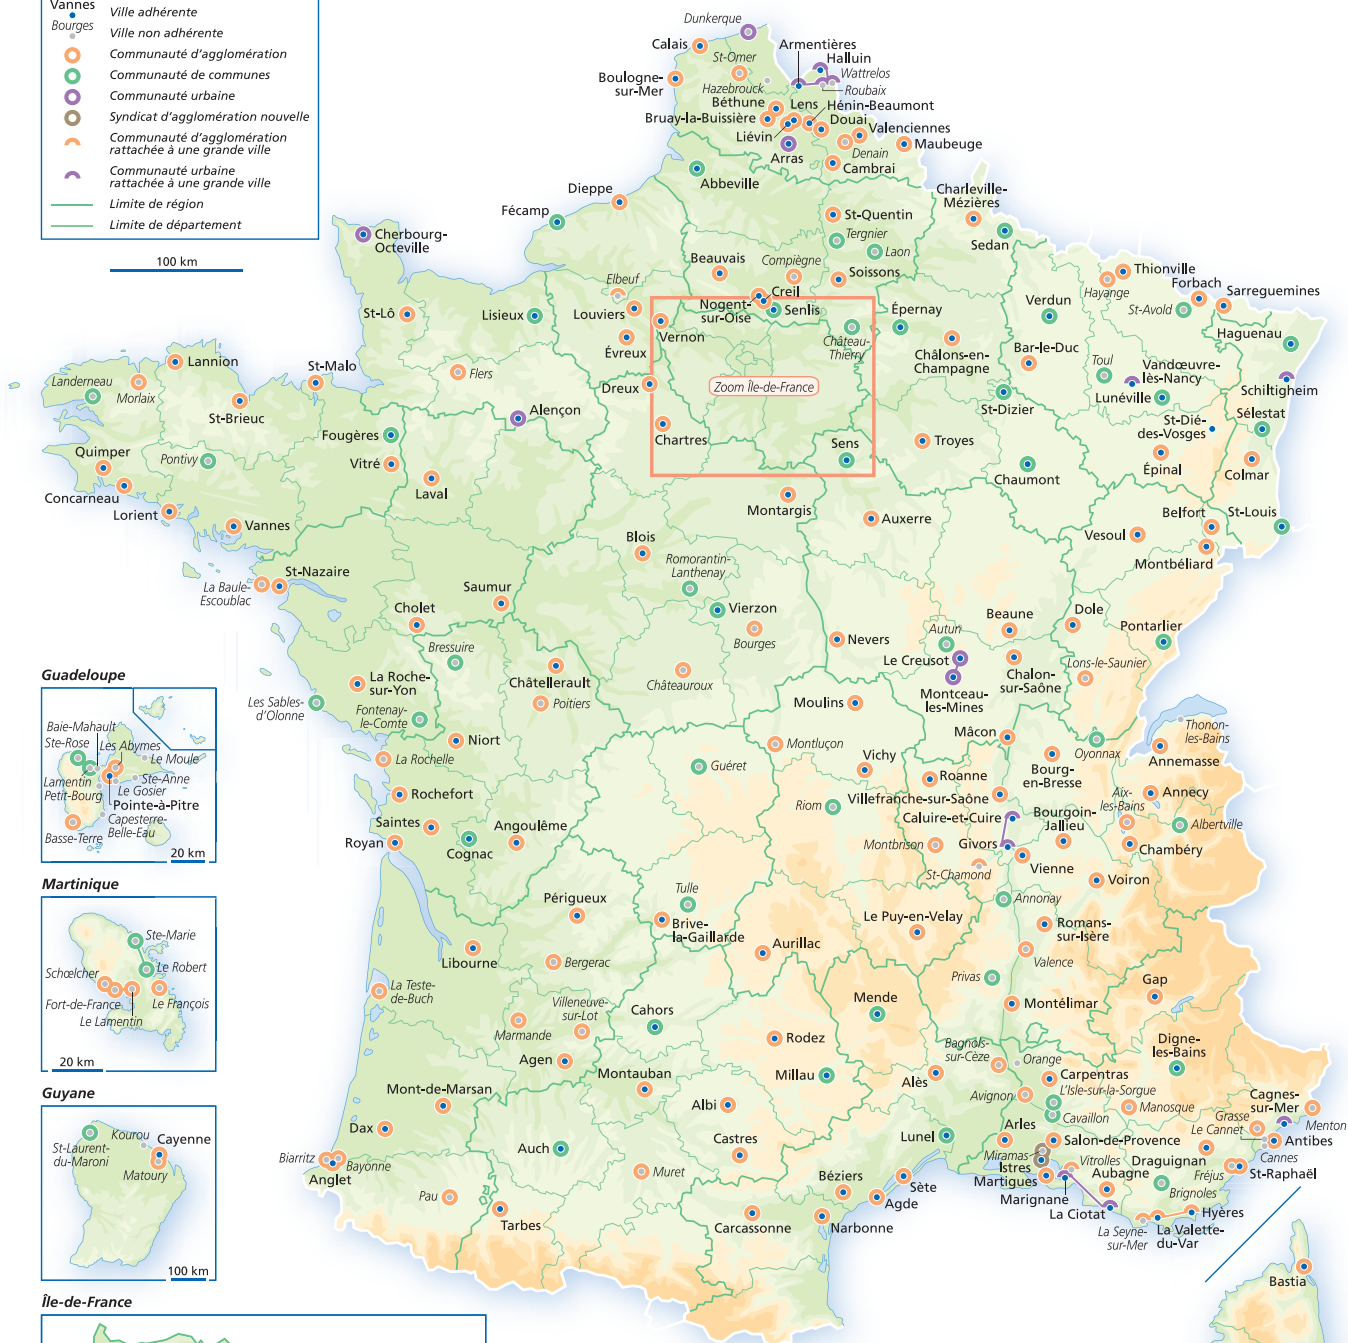 Vannes
Ville adhérente
Bourges
Ville non adhérente
Communauté d'agglomération
Communauté de communes
Communauté urbaine
Syndicat d'agglomération nouvelle
Communauté d'agglomération
rattachée à une grande ville
Communauté urbaine
rattachée à une grande ville
Limite de région
Limite de département
100 km
Dunkerque
Calais
Armentières
St-Omer
Halluin
Boulogne-
sur-Mer
Wattrelos
Hazebrouck
Roubaix
Béthune
Lens
Hénin-Beaumont
Bruay-la-Buissière
Douai
Liévin
Valenciennes
Arras
Denain
Maubeuge
Cambrai
Abbeville
Dieppe
Charleville-
Mézières
Fécamp
St-Quentin
Cherbourg-
Octeville
Tergnier
Sedan
Laon
Beauvais
Compiègne
Soissons
Elbeuf
Thionville
Hayange
Forbach
Sarreguemines
Creil
Nogent-
sur-Oise
Senlis
St-Lô
Lisieux
Louviers
Vernon
Épernay
Verdun
St-Avold
Haguenau
Évreux
Château-
Thierry
Châlons-en-
Champagne
Bar-le-Duc
Toul
Vandœuvre-
lès-Nancy
Lannion
St-Malo
Landerneau
Morlaix
Flers
Dreux
Zoom Île-de-France
St-Dizier
Lunéville
Schiltigheim
St-Brieuc
Alençon
Sélestat
Fougères
Chartres
Sens
Troyes
St-Dié-
des-Vosges
Quimper
Pontivy
Vitré
Laval
Chaumont
Épinal
Colmar
Concarneau
Lorient
Vannes
Montargis
Auxerre
Belfort
St-Louis
Vesoul
Montbéliard
Blois
Romorantin-
Lanthenay
St-Nazaire
La Baule-
Escoublac
Saumur
Vierzon
Cholet
Bourges
Nevers
Beaune
Dole
Autun
Pontarlier
Bressuire
Le Creusot
Lons-le-Saunier
Châtellerault
Châteauroux
Chalon-
sur-Saône
La Roche-
sur-Yon
Montceau-
les-Mines
Les Sables-
d'Olonne
Fontenay-
le-Comte
Poitiers
Moulins
Thonon-
les-Bains
Niort
Montluçon
Mâcon
Oyonnax
Annemasse
La Rochelle
Guéret
Vichy
Roanne
Bourg-
en-Bresse
Rochefort
Riom
Villefranche-sur-Saône
Aix-
les-Bains
Annecy
Saintes
Angoulême
Caluire-et-Cuire
Bourgoin-
Jallieu
Albertville
Royan
Cognac
Montbrison
Givors
Chambéry
St-Chamond
Vienne
Voiron
Tulle
Annonay
Périgueux
Brive-
la-Gaillarde
Le Puy-en-Velay
Romans-
sur-Isère
Libourne
Bergerac
Aurillac
Valence
Privas
La Teste-
de-Buch
Gap
Villeneuve-
sur-Lot
Cahors
Mende
Montélimar
Marmande
Rodez
Digne-
les-Bains
Agen
Bagnols-
sur-Cèze
Orange
Montauban
Millau
Alès
Carpentras
Mont-de-Marsan
Albi
Avignon
L'Isle-sur-la-Sorgue
Manosque
Cagnes-
sur-Mer
Cavaillon
Grasse
Menton
Dax
Castres
Lunel
Arles
Salon-de-Provence
Le Cannet
Antibes
Auch
Miramas
Vitrolles
Draguignan
Cannes
Biarritz
Bayonne
Anglet
Muret
Istres
Aubagne
Fréjus
St-Raphaël
Béziers
Sète
Martigues
Brignoles
Pau
Tarbes
Agde
Marignane
La Ciotat
Hyères
Carcassonne
Narbonne
La Seyne-
sur-Mer
La Valette-
du-Var
Bastia
Guadeloupe
Baie-Mahault
Ste-Rose
Les Abymes
Le Moule
Lamentin
Ste-Anne
Petit-Bourg
Le Gosier
Pointe-à-Pitre
Capesterre-
Belle-Eau
Basse-Terre
20 km
Martinique
Ste-Marie
Schœlcher
Le Robert
Fort-de-France
Le François
Le Lamentin
20 km
Guyane
Kourou
Cayenne
St-Laurent-
du-Maroni
Matoury
100 km
Île-de-France